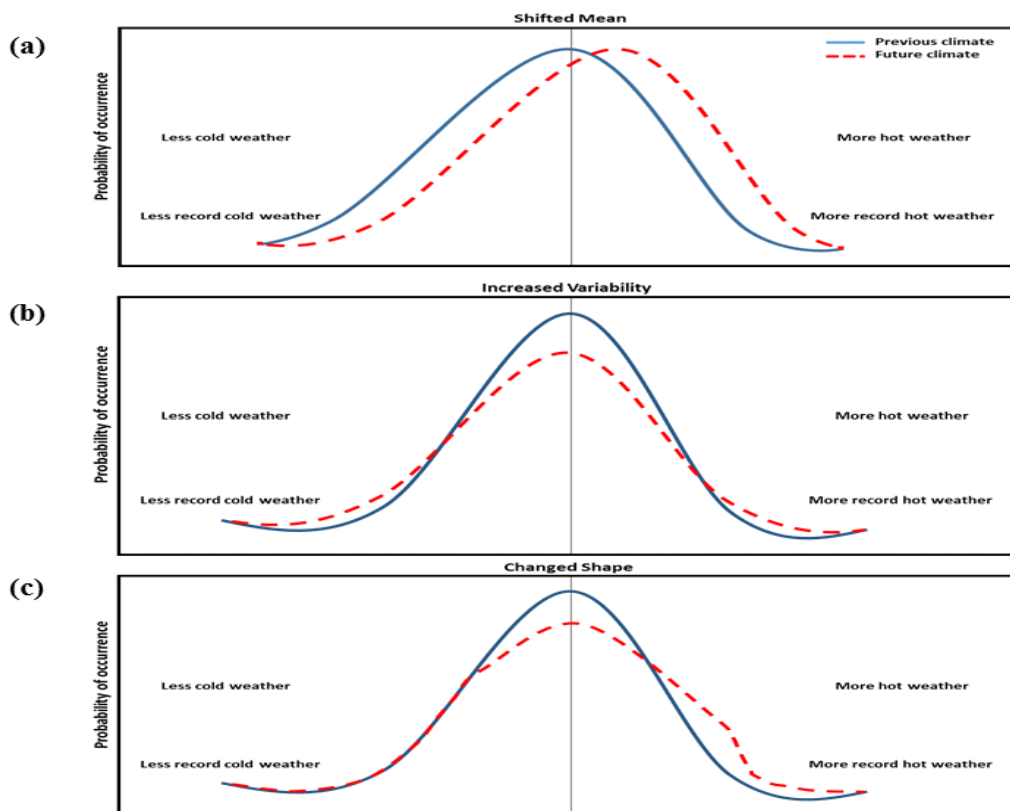 Shifted Mean
(a)
Previous climate
Future climate
Probability of occurrence
Less cold weather
More hot weather
Less record cold weather
More record hot weather
Increased Variability
(b)
Probability of occurrence
Less cold weather
More hot weather
Less record cold weather
More record hot weather
Changed Shape
(c)
Probability of occurrence
Less cold weather
More hot weather
Less record cold weather
More record hot weather